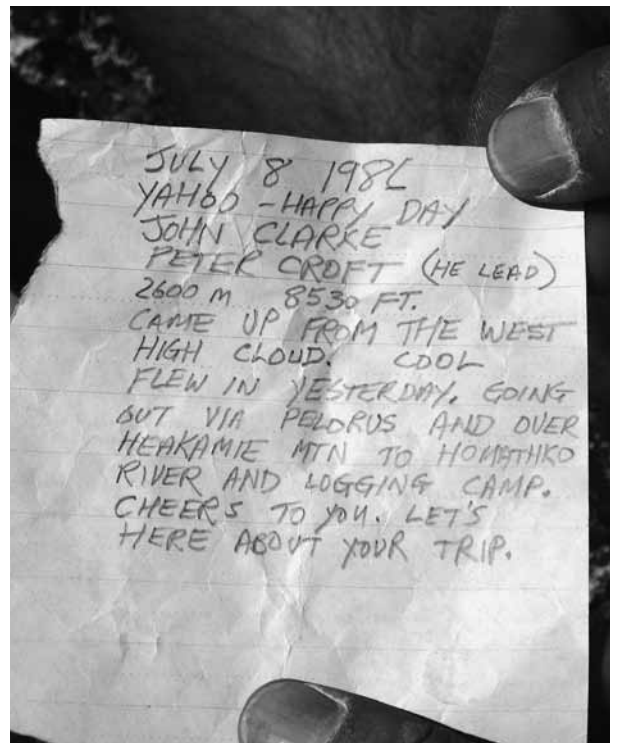 JULY 8 1986
YAHOO - HAPPY DAY
JOHN CLARKE
PETER CROFT (HE LEAD)
2600 m 8530 FT.
CAME UP FROM THE WEST
HIGH CLOUD. COOL
FLEW IN YESTERDAY. GOING
OUT VIA PELORUS AND OVER
HEAKAMIE MTN TO HOMATHKO
RIVER AND LOGGING CAMP.
CHEERS TO YOU. LET'S
HERE ABOUT YOUR TRIP.